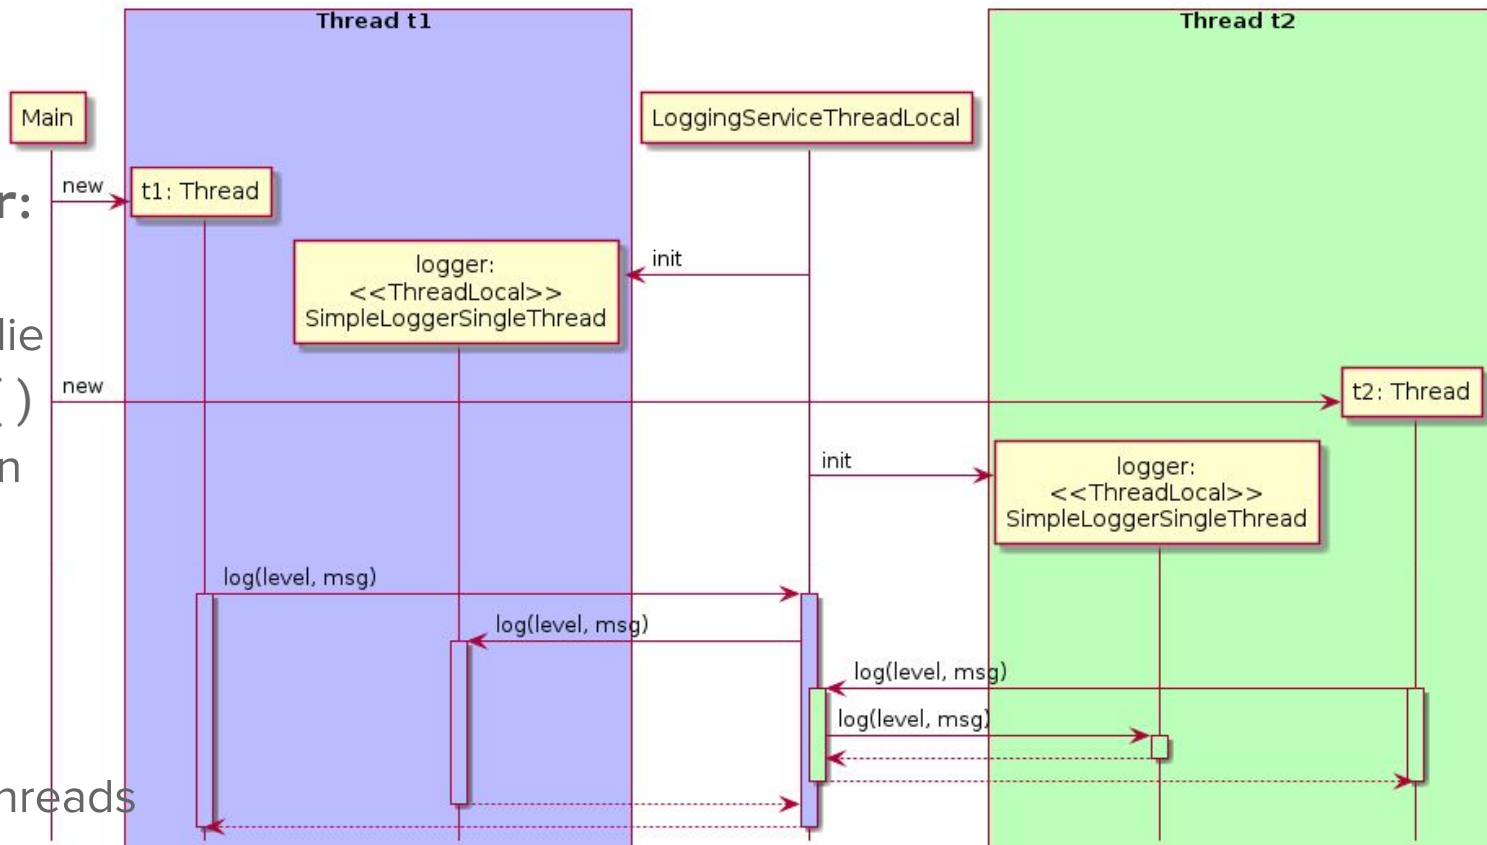 Thread t1
Thread t2
Main
LoggingServiceThreadLocal
new
t1: Thread
r:
logger:
<<ThreadLocal>>
SimpleLoggerSingleThread
init
lie
new
t2: Thread
()
n
init
logger:
<<ThreadLocal>>
SimpleLoggerSingleThread
log(level, msg)
log(level, msg)
log(level, msg)
log(level, msg)
hreads